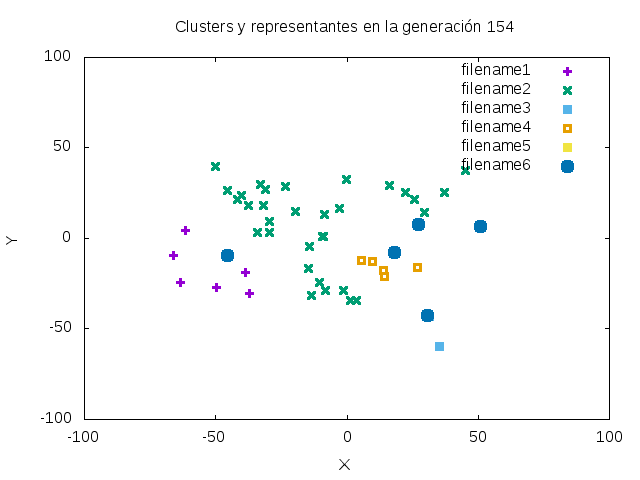 Clusters y representantes en la generación 154
100
50
0
-50
-100
Y
-100
-50
0
50
100
X
filename1
filename2
filename3
filename4
filename5
filename6